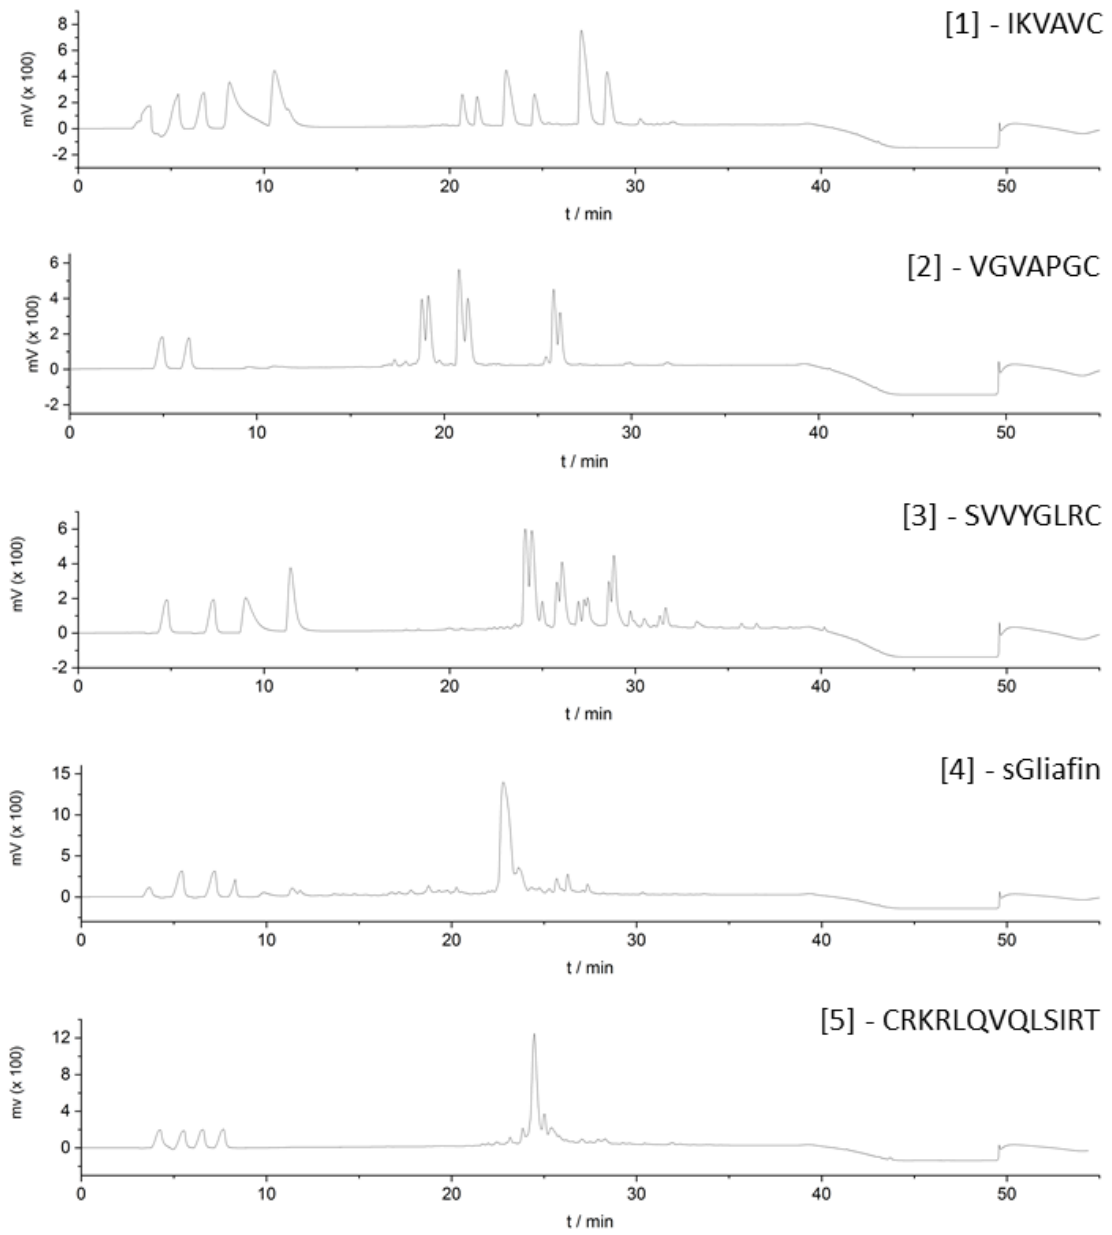 [1] - IKVAVC
mV (x 100)
8
6
4
2
0
-2
0 10 20 30 40 50
t / min
[2] - VGVAPGC
mV (x 100)
6
4
2
0
-2
0 10 20 30 40 50
t / min
[3] - SVVYGLRC
mV (x 100)
6
4
2
0
-2
0 10 20 30 40 50
t / min
[4] - sGliafin
mV (x 100)
15
10
5
0
0 10 20 30 40 50
t / min
[5] - CRKRLQVQLSIRT
mv (x 100)
12
8
4
0
0 10 20 30 40 50
t / min